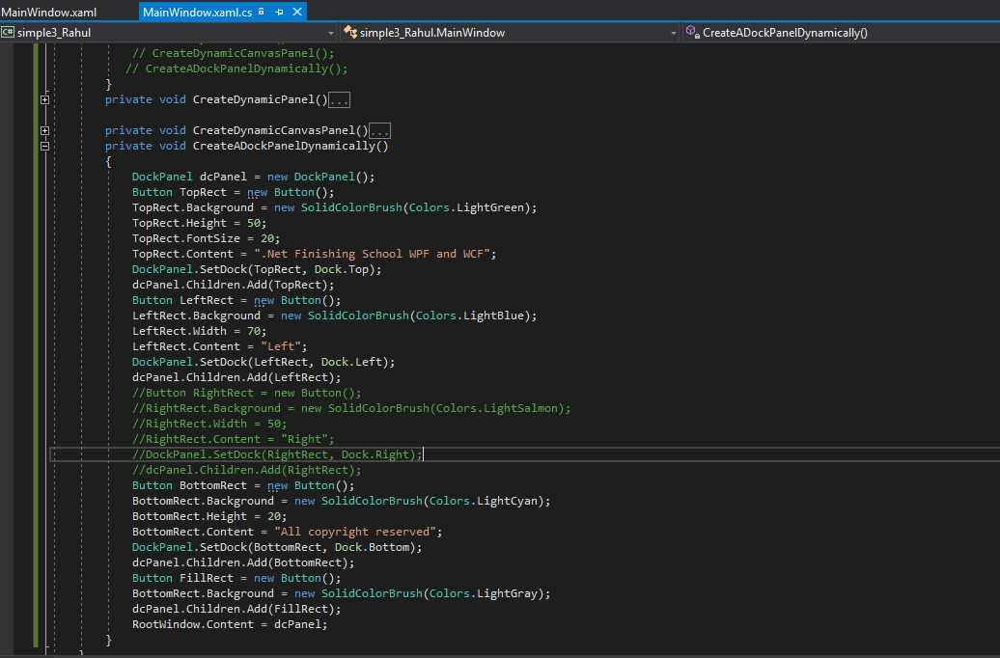 MainWindow.xaml MainWindow.xaml.cs
C# simple3_Rahul simple3_Rahul.MainWindow CreateADockPanelDynamically()
// CreateDynamicCanvasPanel();
// CreateADockPanelDynamically();
}
private void CreateDynamicPanel()...
private void CreateDynamicCanvasPanel()...
private void CreateADockPanelDynamically()
{
DockPanel dcPanel = new DockPanel();
Button TopRect = new Button();
TopRect.Background = new SolidColorBrush(Colors.LightGreen);
TopRect.Height = 50;
TopRect.FontSize = 20;
TopRect.Content = ".Net Finishing School WPF and WCF";
DockPanel.SetDock(TopRect, Dock.Top);
dcPanel.Children.Add(TopRect);
Button LeftRect = new Button();
LeftRect.Background = new SolidColorBrush(Colors.LightBlue);
LeftRect.Width = 70;
LeftRect.Content = "Left";
DockPanel.SetDock(LeftRect, Dock.Left);
dcPanel.Children.Add(LeftRect);
//Button RightRect = new Button();
//RightRect.Background = new SolidColorBrush(Colors.LightSalmon);
//RightRect.Width = 50;
//RightRect.Content = "Right";
//DockPanel.SetDock(RightRect, Dock.Right);
//dcPanel.Children.Add(RightRect);
Button BottomRect = new Button();
BottomRect.Background = new SolidColorBrush(Colors.LightCyan);
BottomRect.Height = 20;
BottomRect.Content = "All copyright reserved";
DockPanel.SetDock(BottomRect, Dock.Bottom);
dcPanel.Children.Add(BottomRect);
Button FillRect = new Button();
BottomRect.Background = new SolidColorBrush(Colors.LightGray);
dcPanel.Children.Add(FillRect);
RootWindow.Content = dcPanel;
}